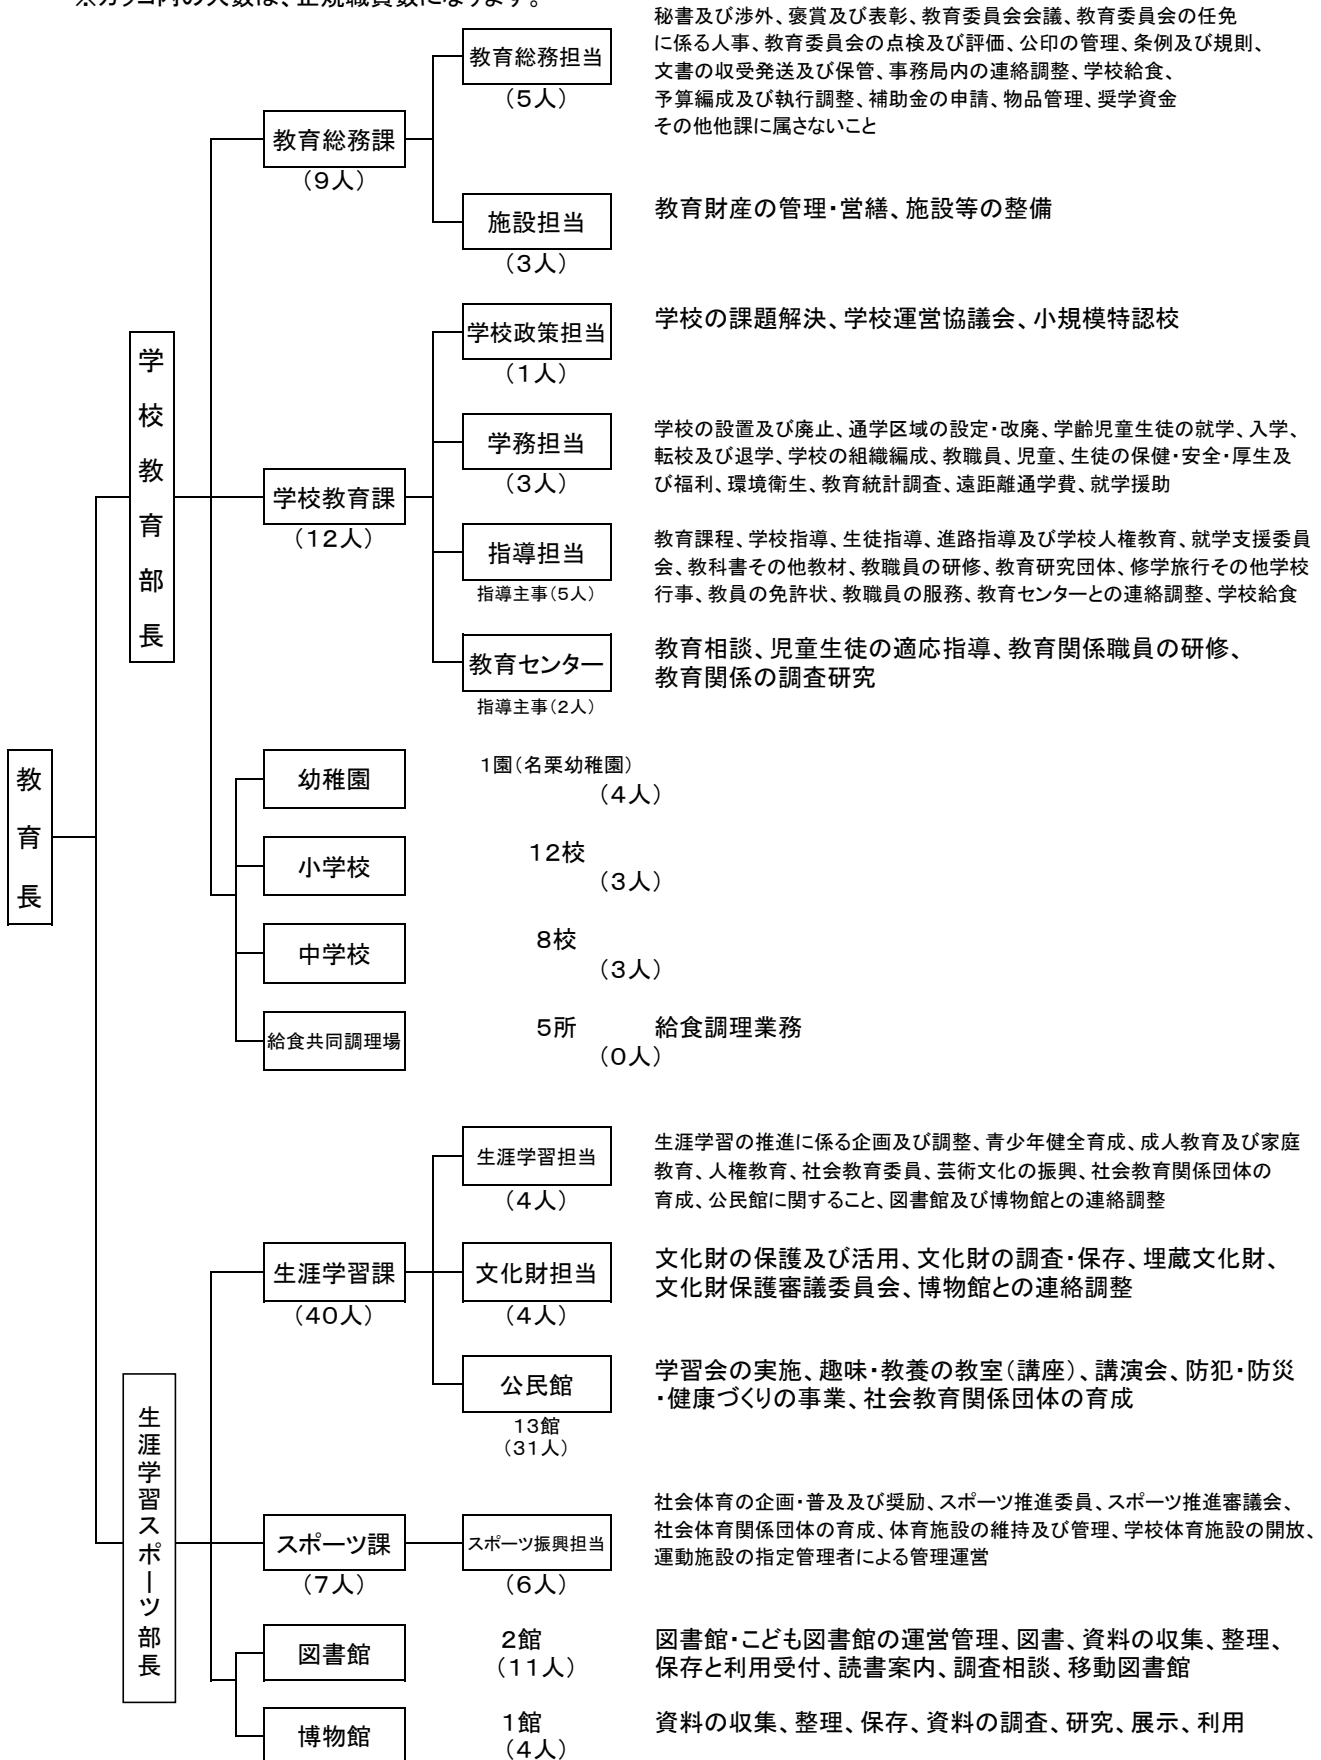 ※カッコ内の人数は、正規職員数になります。
秘書及び渉外、褒賞及び表彰、教育委員会会議、教育委員会の任免
に係る人事、教育委員会の点検及び評価、公印の管理、条例及び規則、
文書の収受発送及び保管、事務局内の連絡調整、学校給食、
予算編成及び執行調整、補助金の申請、物品管理、奨学資金
その他他課に属さないこと
教育総務担当
(5人)
教育総務課
(9人)
施設担当
(3人)
教育財産の管理・営繕、施設等の整備
学校政策担当
(1人)
学校の課題解決、学校運営協議会、小規模特認校
学校教育部長
学務担当
(3人)
学校の設置及び廃止、通学区域の設定・改廃、学齢児童生徒の就学、入学、
転校及び退学、学校の組織編成、教職員、児童、生徒の保健・安全・厚生及
び福利、環境衛生、教育統計調査、遠距離通学費、就学援助
学校教育課
(12人)
指導担当
指導主事(5人)
教育課程、学校指導、生徒指導、進路指導及び学校人権教育、就学支援委員
会、教科書その他教材、教職員の研修、教育研究団体、修学旅行その他学校
行事、教員の免許状、教職員の服務、教育センターとの連絡調整、学校給食
教育センター
指導主事(2人)
教育相談、児童生徒の適応指導、教育関係職員の研修、
教育関係の調査研究
教育長
幼稚園
1園(名栗幼稚園)
(4人)
小学校
12校
(3人)
中学校
8校
(3人)
給食共同調理場
5所
給食調理業務
(0人)
生涯学習担当
(4人)
生涯学習の推進に係る企画及び調整、青少年健全育成、成人教育及び家庭
教育、人権教育、社会教育委員、芸術文化の振興、社会教育関係団体の
育成、公民館に関すること、図書館及び博物館との連絡調整
生涯学習課
(40人)
文化財担当
(4人)
文化財の保護及び活用、文化財の調査・保存、埋蔵文化財、
文化財保護審議委員会、博物館との連絡調整
公民館
13館
(31人)
学習会の実施、趣味・教養の教室(講座)、講演会、防犯・防災
・健康づくりの事業、社会教育関係団体の育成
生涯学習スポーツ部長
スポーツ課
(7人)
スポーツ振興担当
(6人)
社会体育の企画・普及及び奨励、スポーツ推進委員、スポーツ推進審議会、
社会体育関係団体の育成、体育施設の維持及び管理、学校体育施設の開放、
運動施設の指定管理者による管理運営
図書館
2館
(11人)
図書館・こども図書館の運営管理、図書、資料の収集、整理、
保存と利用受付、読書案内、調査相談、移動図書館
博物館
1館
(4人)
資料の収集、整理、保存、資料の調査、研究、展示、利用